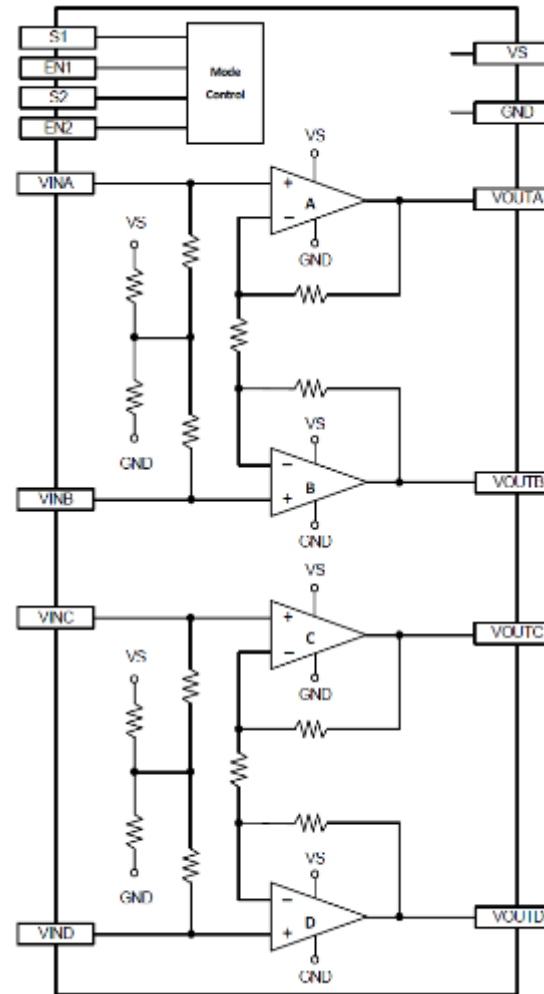 S1
EN1
S2
EN2
Mode
Control
VS
GND
VINA
VS
+
A
−
GND
VOUTA
VS
GND
VS
−
B
+
GND
VINB
VOUTB
VS
VINC
+
C
−
GND
VOUTC
VS
GND
VS
−
D
+
GND
VIND
VOUTD